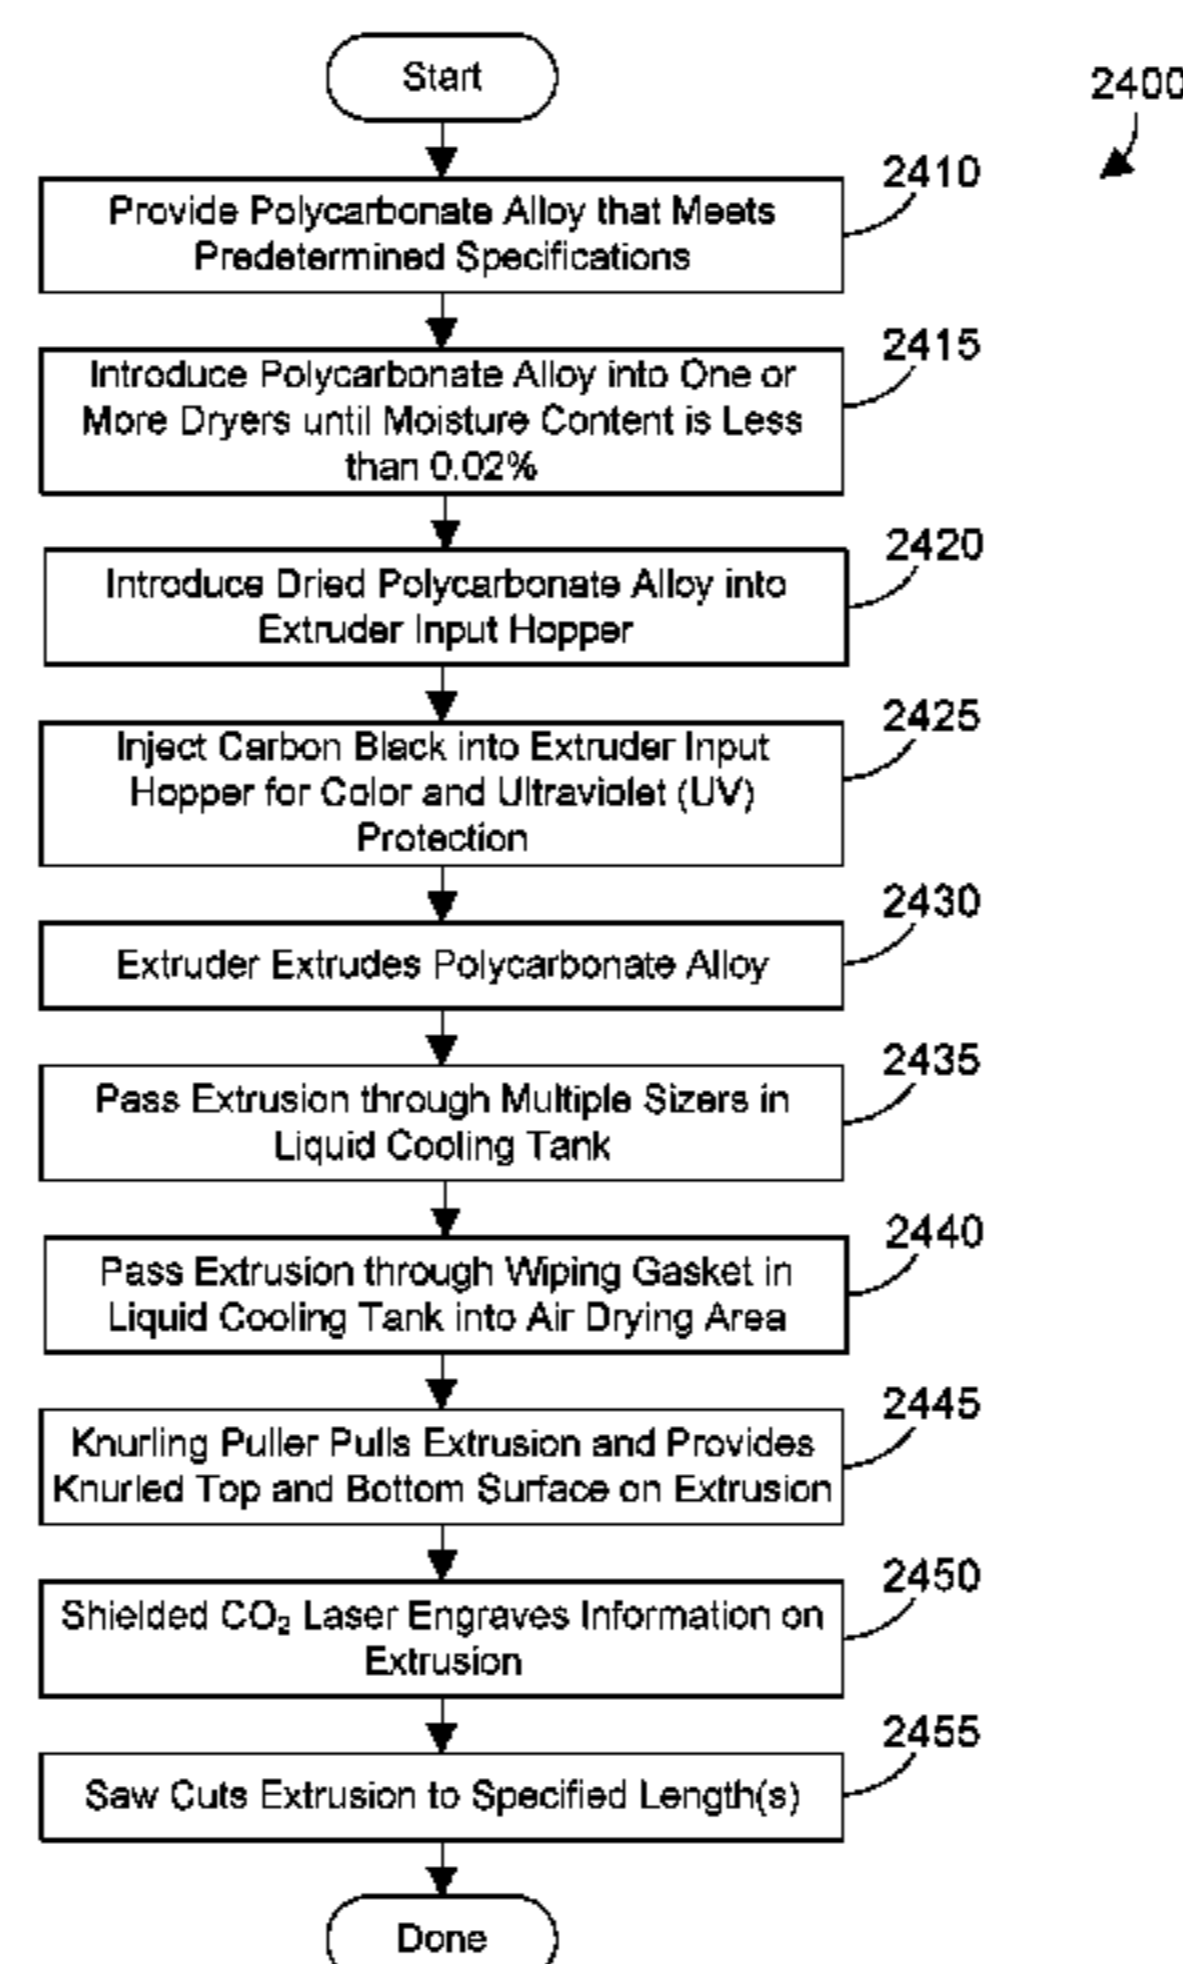 Start
2400
2410
Provide Polycarbonate Alloy that Meets
Predetermined Specifications
2415
Introduce Polycarbonate Alloy into One or
More Dryers until Moisture Content is Less
than 0.02%
2420
Introduce Dried Polycarbonate Alloy into
Extruder Input Hopper
2425
Inject Carbon Black into Extruder Input
Hopper for Color and Ultraviolet (UV)
Protection
2430
Extruder Extrudes Polycarbonate Alloy
2435
Pass Extrusion through Multiple Sizers in
Liquid Cooling Tank
2440
Pass Extrusion through Wiping Gasket in
Liquid Cooling Tank into Air Drying Area
2445
Knurling Puller Pulls Extrusion and Provides
Knurled Top and Bottom Surface on Extrusion
2450
Shielded CO₂ Laser Engraves Information on
Extrusion
2455
Saw Cuts Extrusion to Specified Length(s)
Done